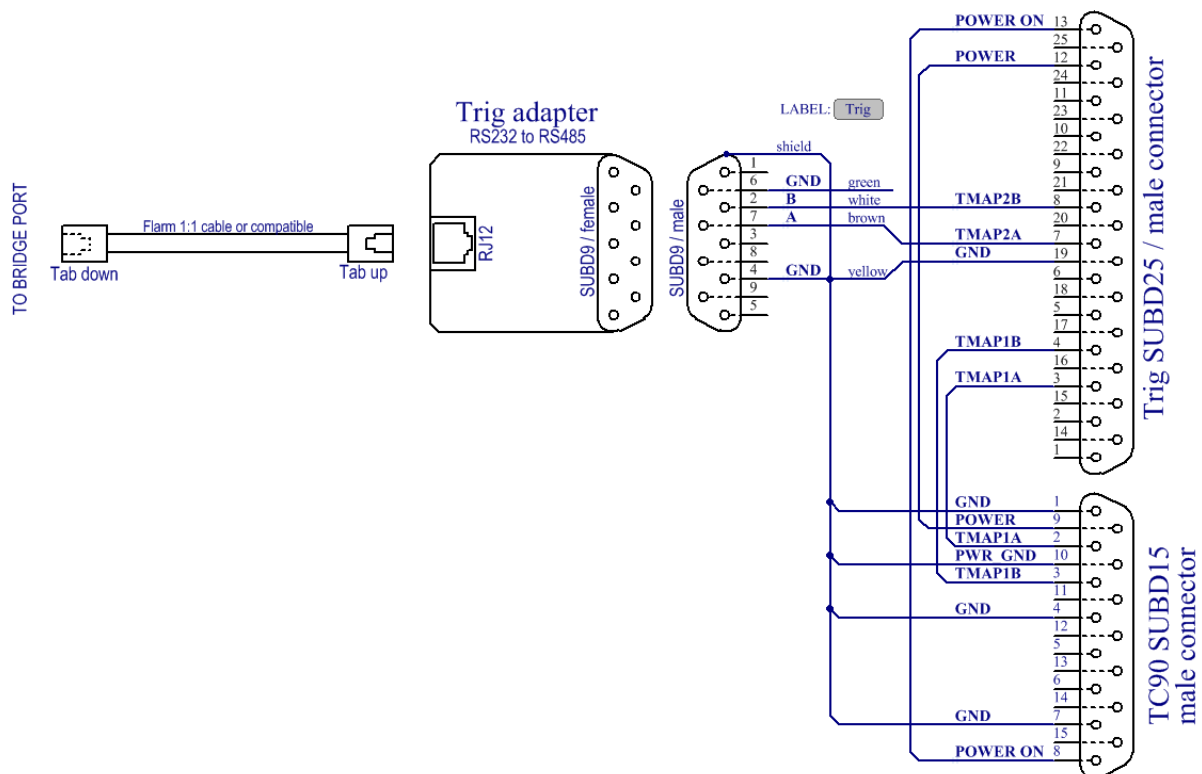 TO BRIDGE PORT
Flarm 1:1 cable or compatible
Tab down
Tab up
Trig adapter
RS232 to RS485
RJ12
SUBD9 / female
SUBD9 / male
LABEL: Trig
shield
1
6 GND green
2 B white
7 A brown
3
8
4 GND yellow
9
5
POWER ON 13
25
POWER 12
24
11
23
10
22
9
21
TMAP2B 8
20
TMAP2A 7
GND 19
6
18
5
17
TMAP1B 4
16
TMAP1A 3
15
2
14
1
Trig SUBD25 / male connector
GND 1
POWER 9
TMAP1A 2
PWR GND 10
TMAP1B 3
11
GND 4
12
5
13
6
14
GND 7
15
POWER ON 8
TC90 SUBD15
male connector